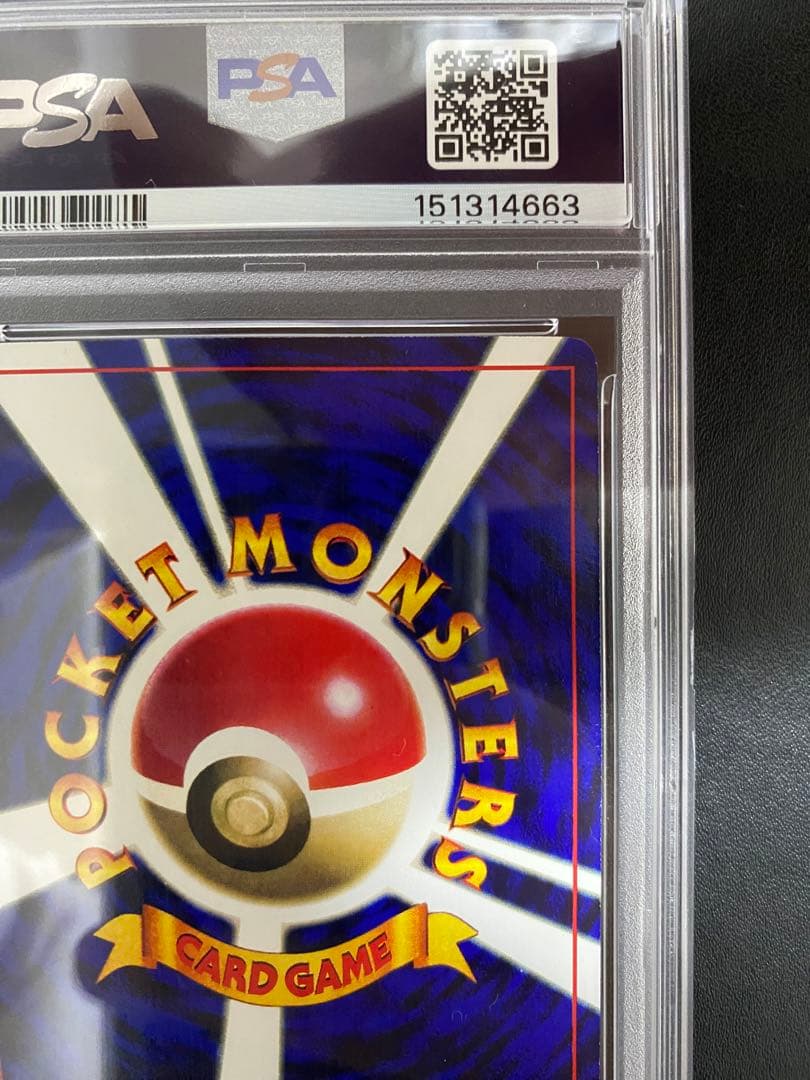 PSA
PSA
151314663
POCKET MONSTERS
CARD GAME